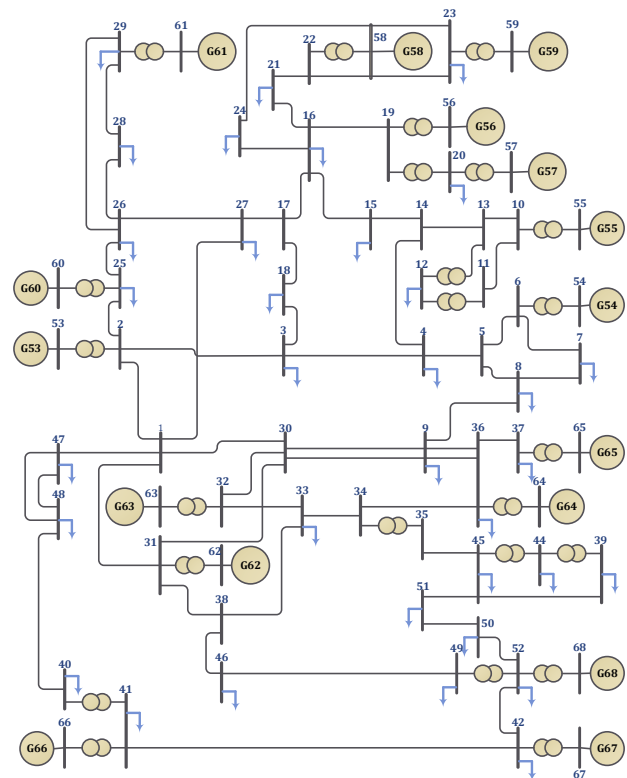 29 61 G61 22 58 G58 23 59 G59
21
28 24 16 19 56 G56
20 57 G57
26 27 17 15 14 13 10 55 G55
60 25 18 12 11
G60 6 54 G54
53 2 3 4 5 7
G53 8
1 30 9 36 37 65 G65
47
48 63 32 33 34 64
G63 35 G64
31 62 G62 45 44 39
38 51
50
46 49 52 68 G68
40 41
66 42
G66 G67
67